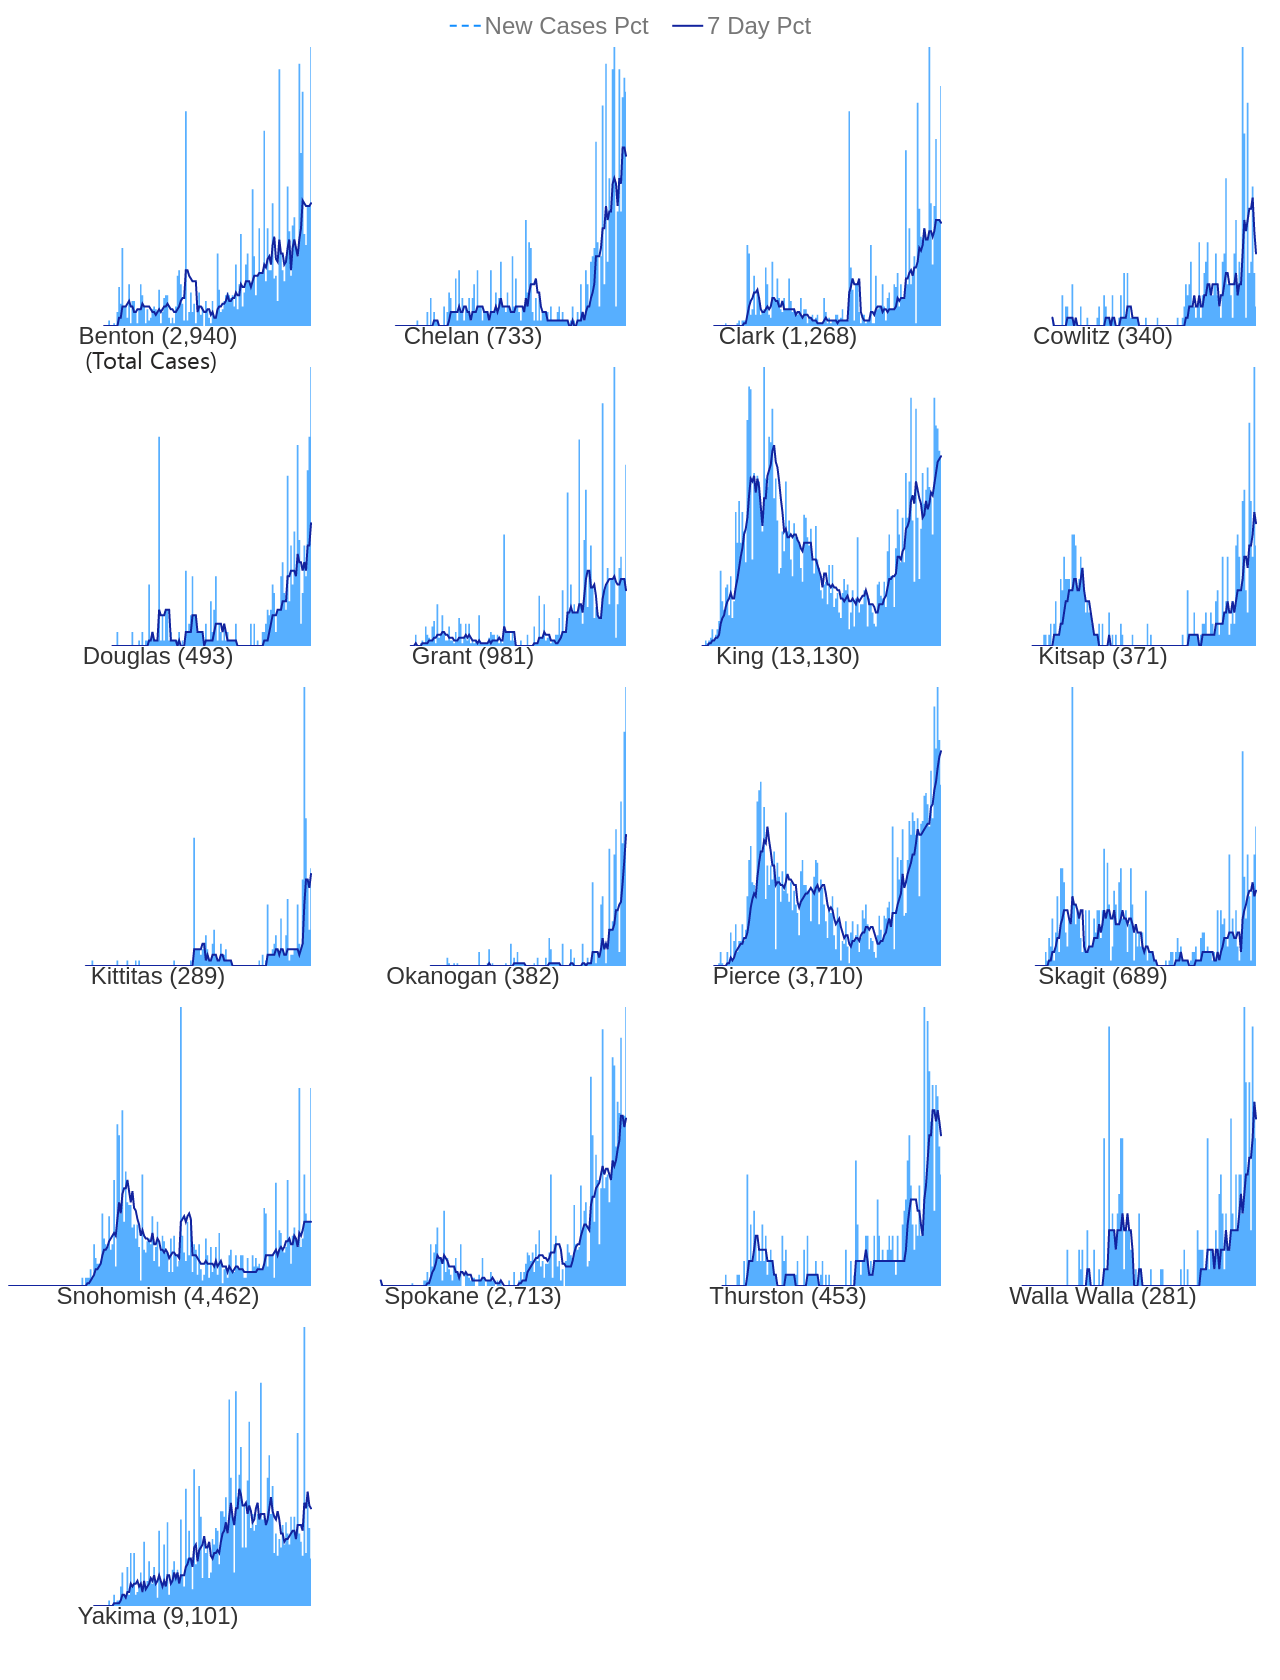 New Cases Pct 7 Day Pct
Benton (2,940) Chelan (733) Clark (1,268) Cowlitz (340)
(Total Cases)
Douglas (493) Grant (981) King (13,130) Kitsap (371)
Kittitas (289) Okanogan (382) Pierce (3,710) Skagit (689)
Snohomish (4,462) Spokane (2,713) Thurston (453) Walla Walla (281)
Yakima (9,101)